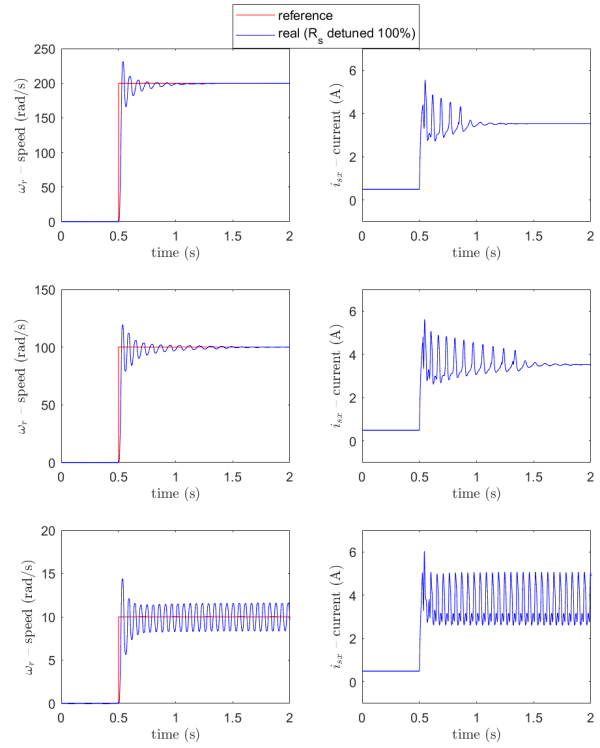 reference
real (R_s detuned 100%)
250
200
150
100
50
0
ω_r – speed (rad/s)
0 0.5 1 1.5 2
time (s)
6
4
2
0
i_sx – current (A)
0 0.5 1 1.5 2
time (s)
150
100
50
0
ω_r – speed (rad/s)
0 0.5 1 1.5 2
time (s)
6
4
2
0
i_sx – current (A)
0 0.5 1 1.5 2
time (s)
20
15
10
5
0
ω_r – speed (rad/s)
0 0.5 1 1.5 2
time (s)
6
4
2
0
i_sx – current (A)
0 0.5 1 1.5 2
time (s)